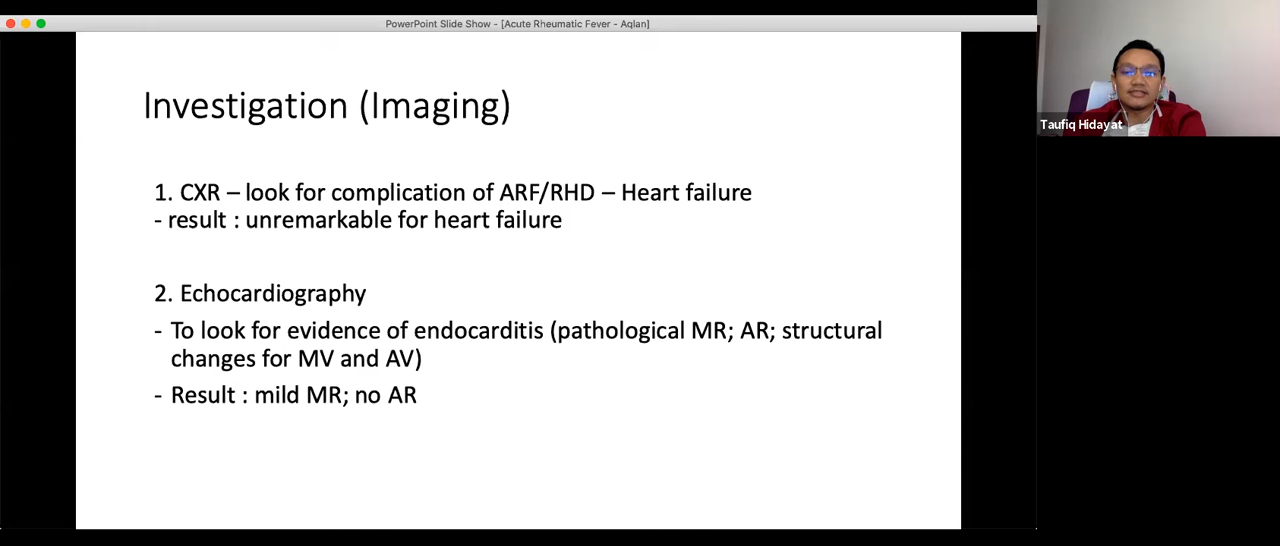 PowerPoint Slide Show - [Acute Rheumatic Fever - Aqlan]
Investigation (Imaging)
1. CXR – look for complication of ARF/RHD – Heart failure
- result : unremarkable for heart failure
2. Echocardiography
- To look for evidence of endocarditis (pathological MR; AR; structural
changes for MV and AV)
- Result : mild MR; no AR
Taufiq Hidayat